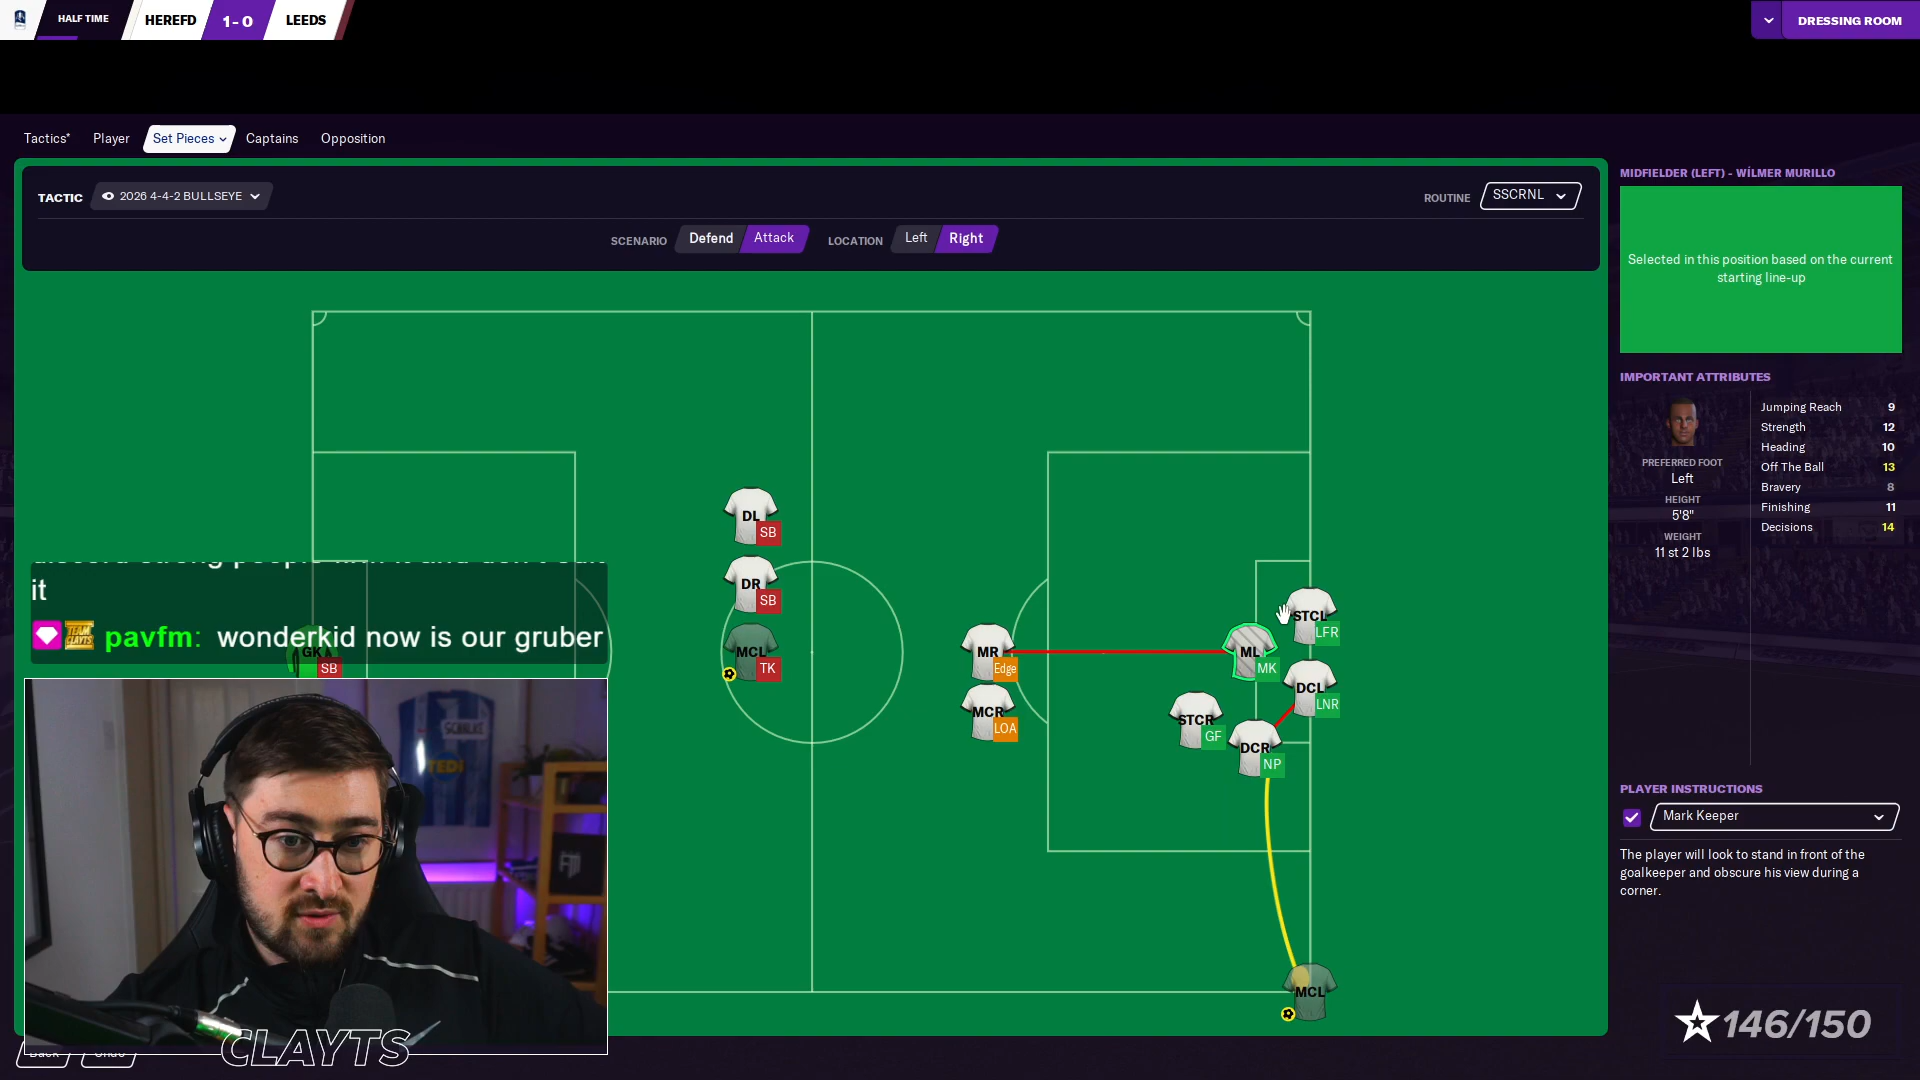 HALF TIME
HEREFD
1 - 0
LEEDS
DRESSING ROOM
Tactics*
Player
Set Pieces
Captains
Opposition
TACTIC
2026 4-4-2 BULLSEYE
ROUTINE
SSCRNL
SCENARIO
Defend
Attack
LOCATION
Left
Right
DL
SB
DR
SB
MCL
TK
GK
SB
MR
Edge
MCR
LOA
ML
MK
STCL
LFR
DCL
LNR
STCR
GF
DCR
NP
MCL
it
pavfm: wonderkid now is our gruber
TEDi
FM
CLAYTS
MIDFIELDER (LEFT) - WÍLMER MURILLO
Selected in this position based on the current
starting line-up
IMPORTANT ATTRIBUTES
PREFERRED FOOT
Left
HEIGHT
5'8"
WEIGHT
11 st 2 lbs
Jumping Reach 9
Strength 12
Heading 10
Off The Ball 13
Bravery 8
Finishing 11
Decisions 14
PLAYER INSTRUCTIONS
Mark Keeper
The player will look to stand in front of the
goalkeeper and obscure his view during a
corner.
146/150